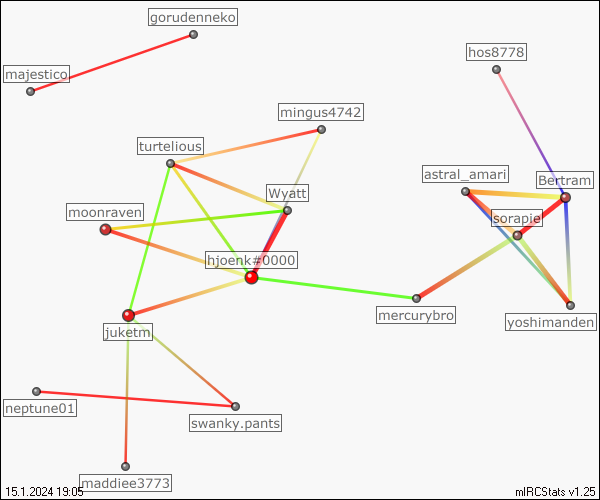 gorudenneko
hos8778
majestico
mingus4742
turtelious
astral_amari
Bertram
Wyatt
moonraven
sorapie
hjoenk#0000
mercurybro
yoshimanden
juketm
neptune01
swanky.pants
maddiee3773
15.1.2024 19:05
mIRCStats v1.25